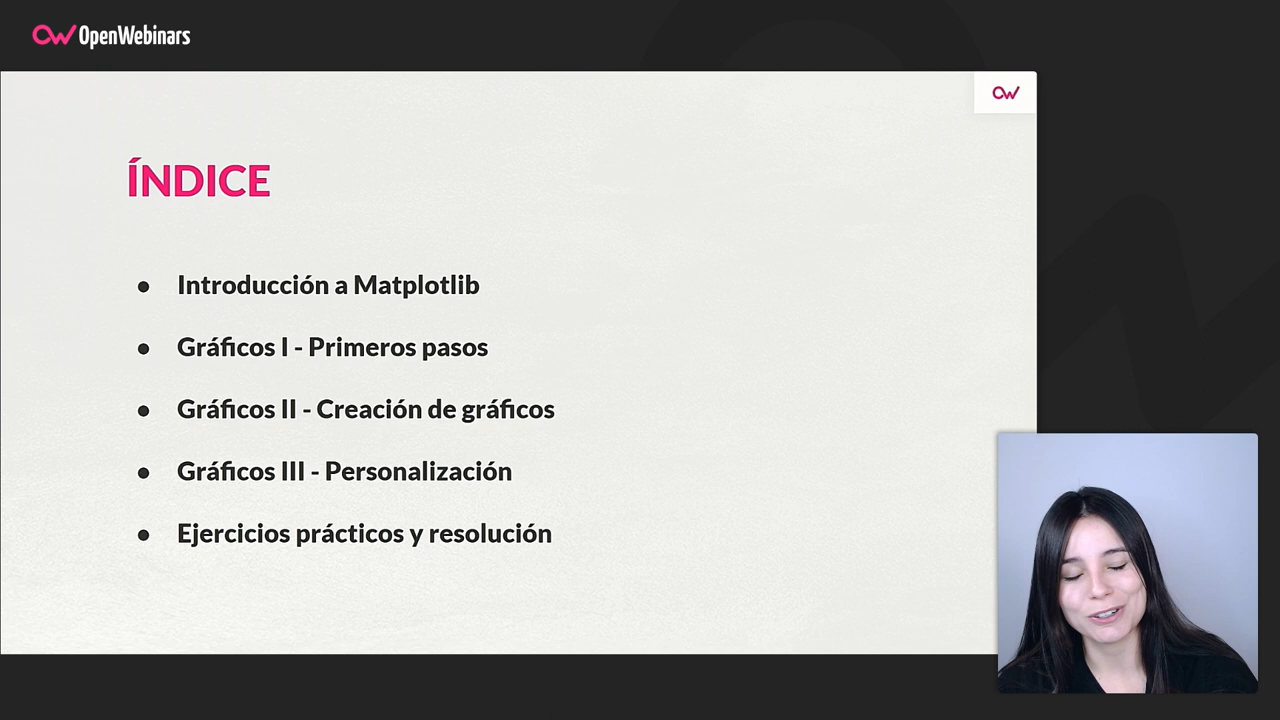 OpenWebinars
ÍNDICE
● Introducción a Matplotlib
● Gráficos I - Primeros pasos
● Gráficos II - Creación de gráficos
● Gráficos III - Personalización
● Ejercicios prácticos y resolución